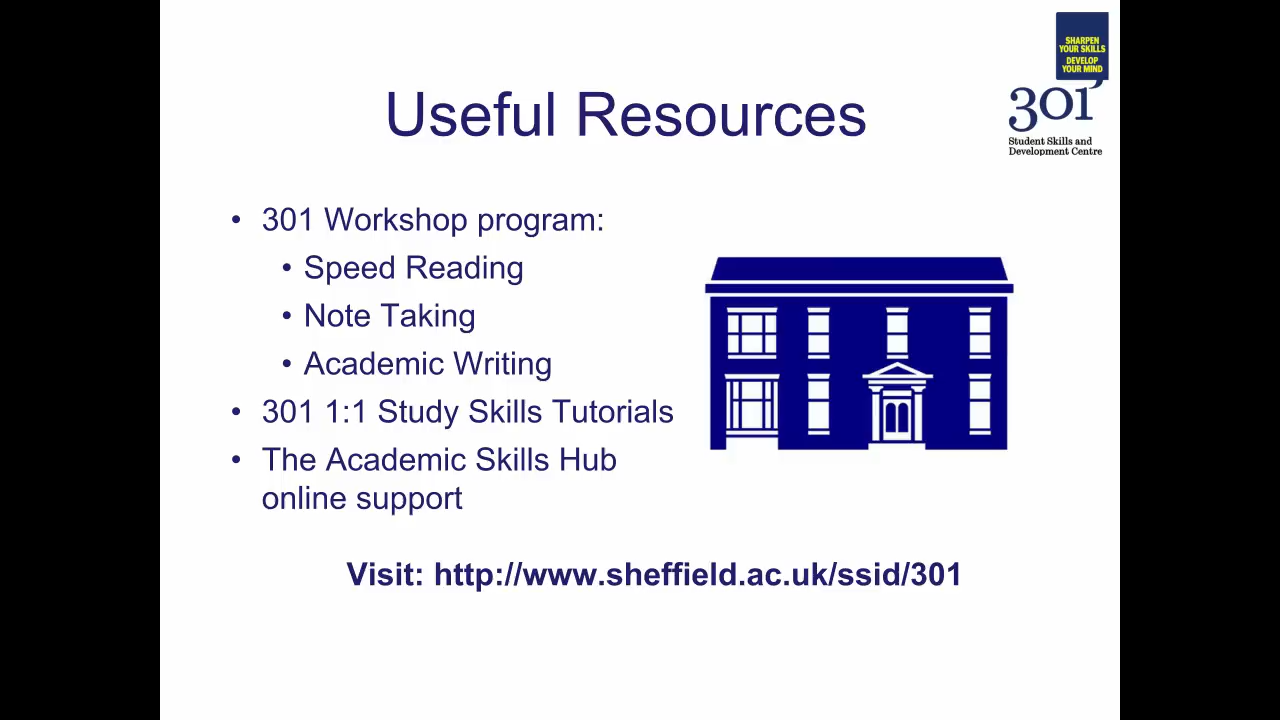 SHARPEN
YOUR SKILLS
DEVELOP
YOUR MIND
301
Student Skills and
Development Centre
Useful Resources
• 301 Workshop program:
• Speed Reading
• Note Taking
• Academic Writing
• 301 1:1 Study Skills Tutorials
• The Academic Skills Hub
online support
Visit: http://www.sheffield.ac.uk/ssid/301